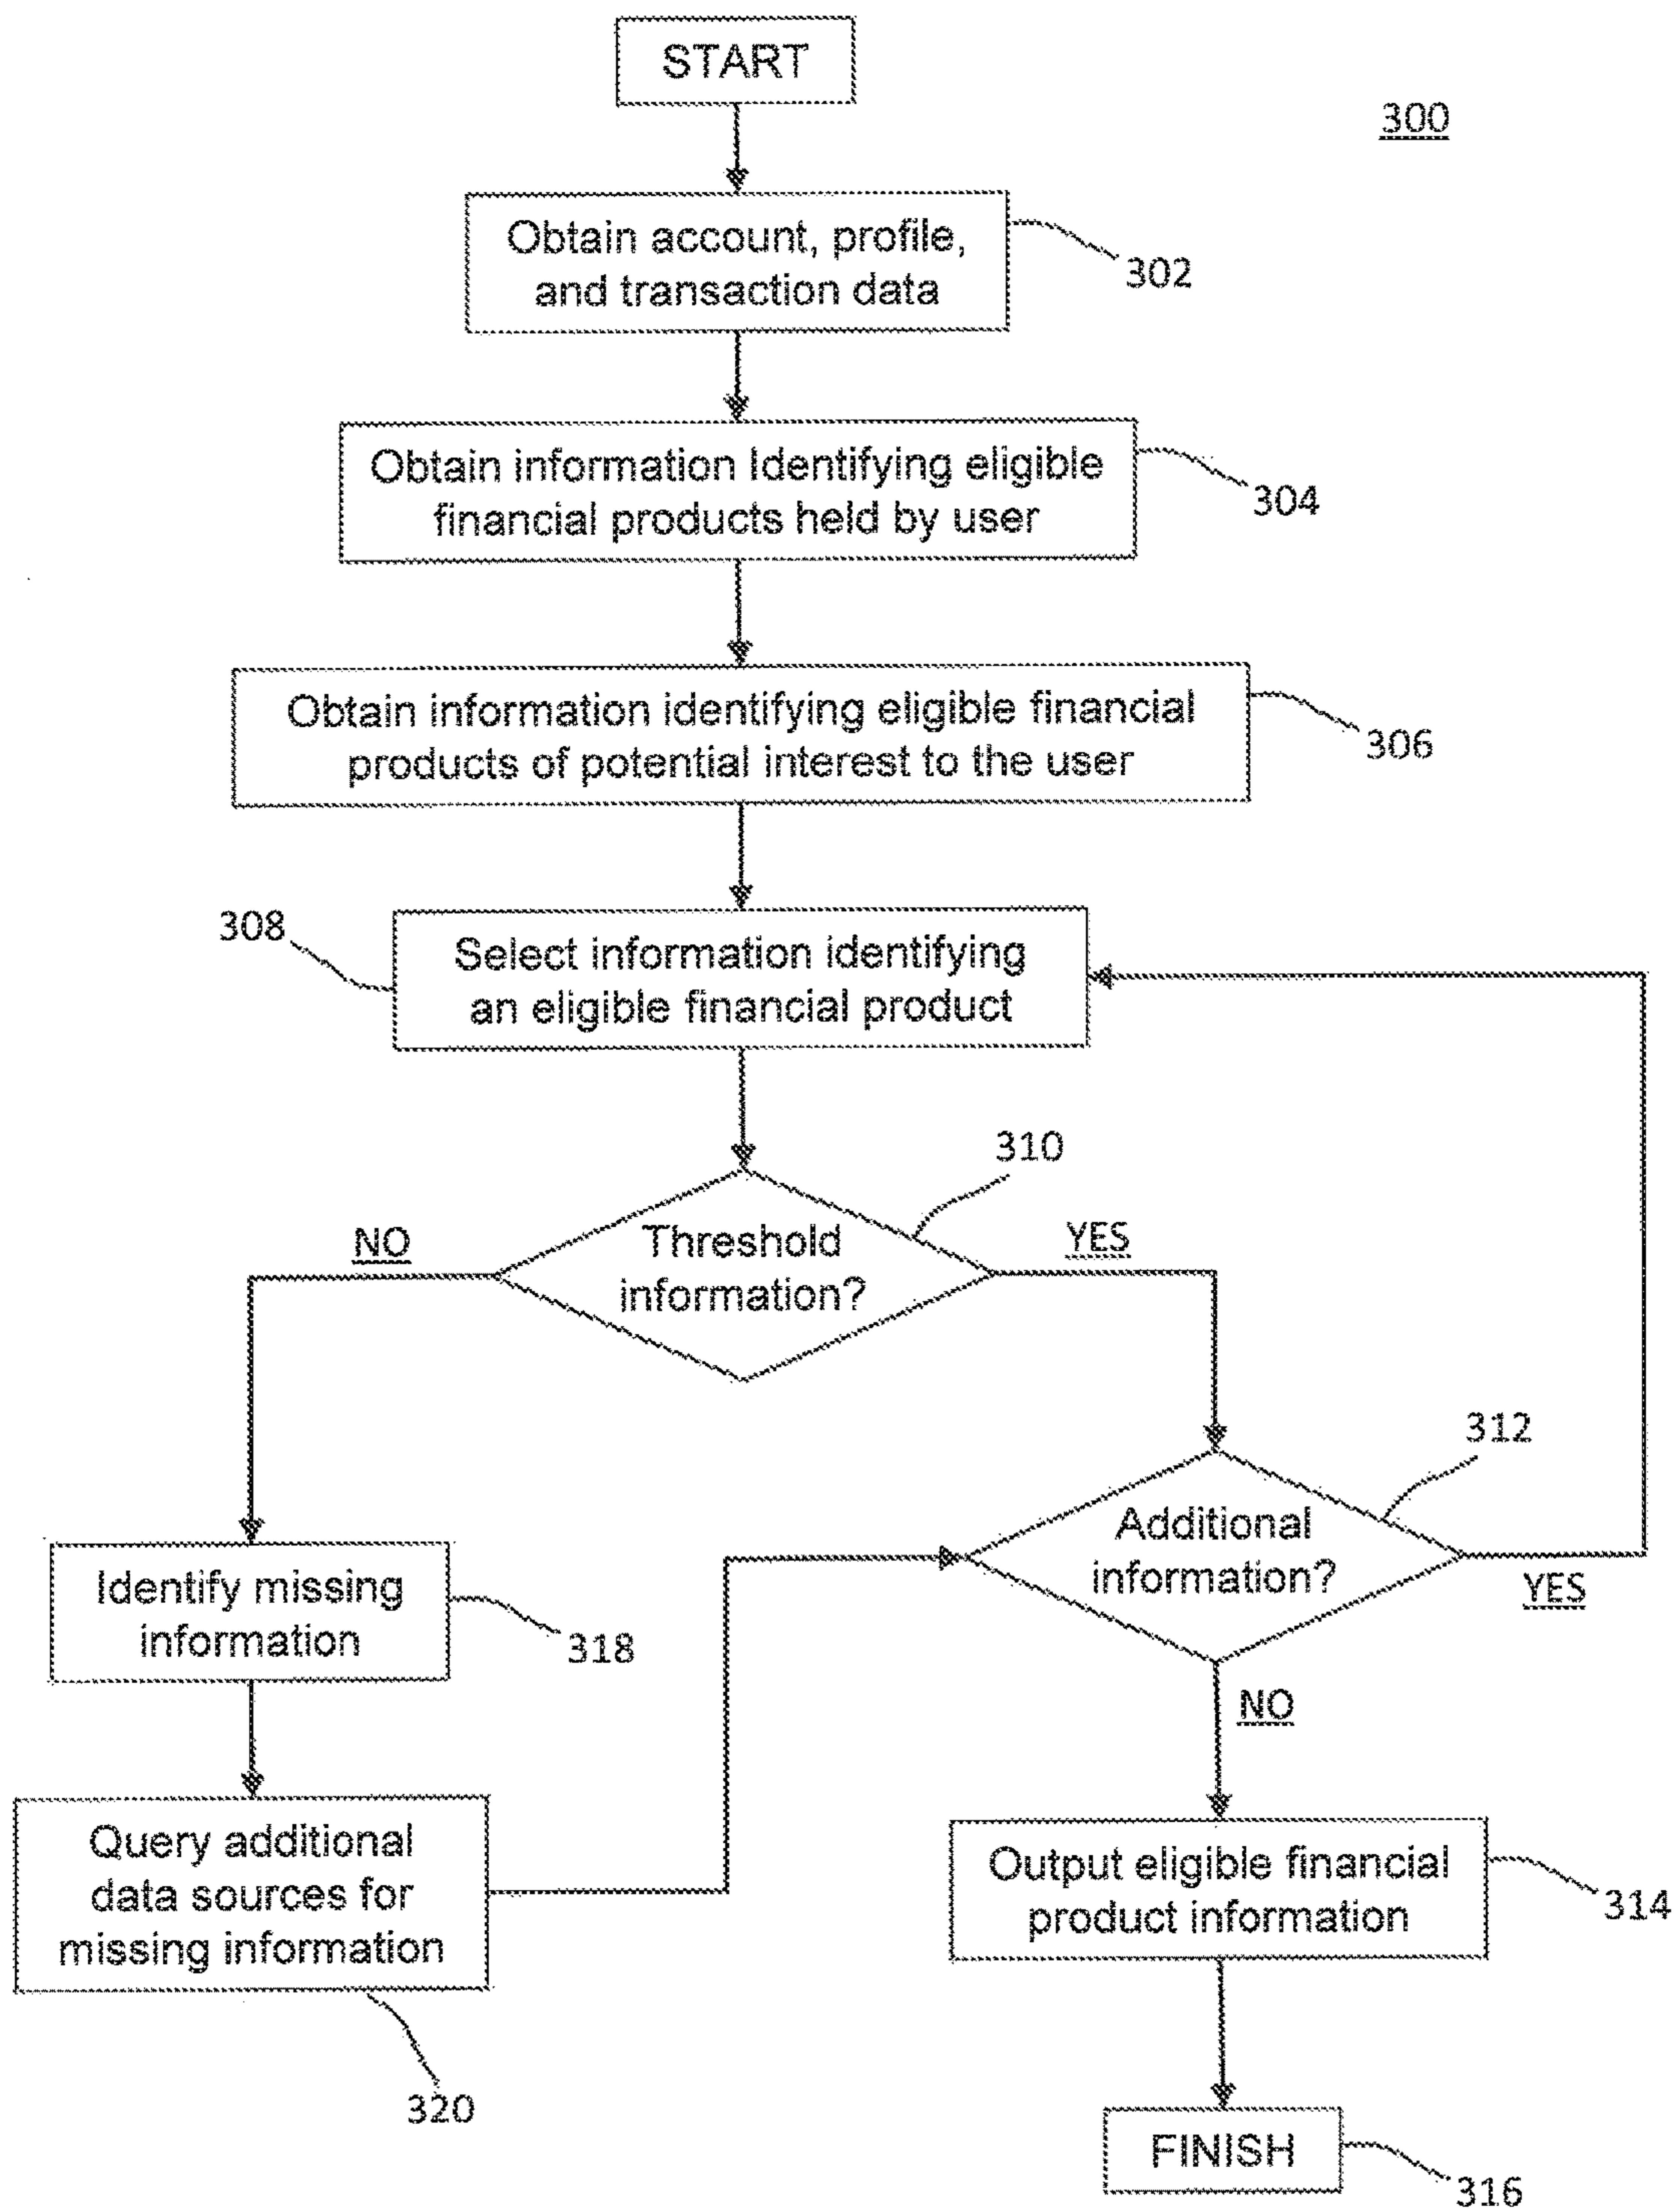 START
300
Obtain account, profile,
and transaction data
302
Obtain information Identifying eligible
financial products held by user
304
Obtain information identifying eligible financial
products of potential interest to the user
306
308
Select information identifying
an eligible financial product
310
Threshold
information?
NO
YES
312
Additional
information?
YES
NO
Identify missing
information
318
Query additional
data sources for
missing information
320
Output eligible financial
product information
314
FINISH
316